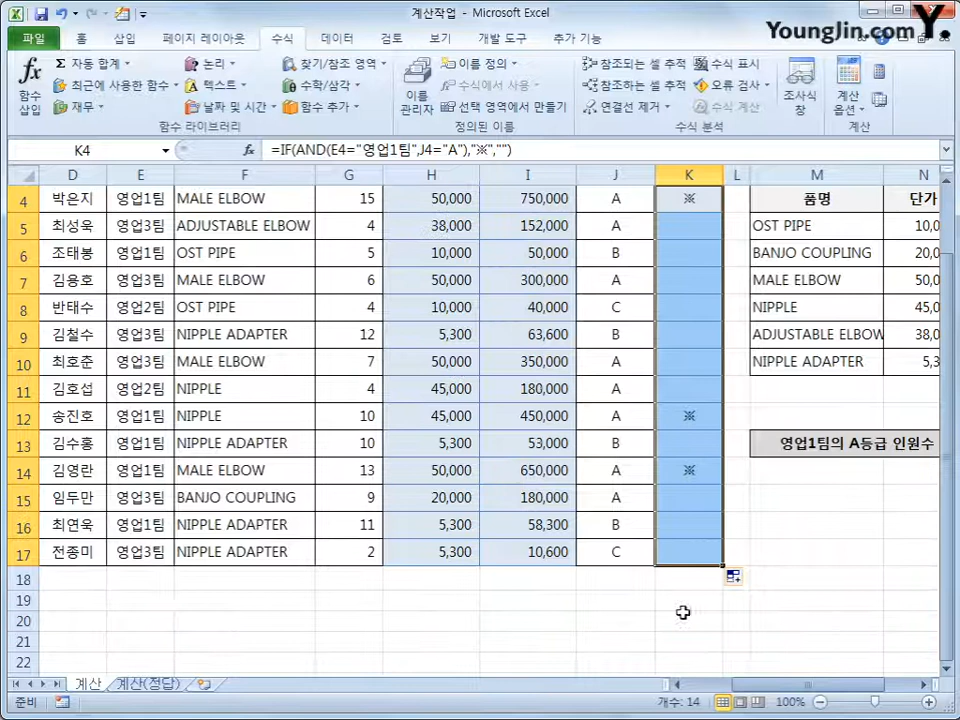 계산작업 - Microsoft Excel
Younglin.com Y.
파일 홈 삽입 페이지 레이아웃 수식 데이터 검토 보기 개발 도구 추가 기능
fx 함수 삽입
Σ 자동 합계 논리 찾기/참조 영역
최근에 사용한 함수 텍스트 수학/삼각
재무 날짜 및 시간 함수 추가
함수 라이브러리
이름 관리자
이름 정의
수식에서 사용
선택 영역에서 만들기
정의된 이름
참조되는 셀 추적 수식 표시
참조하는 셀 추적 오류 검사
연결선 제거 수식 계산
수식 분석
조사식 창
계산 옵션
계산
K4 fx =IF(AND(E4="영업1팀",J4="A"),"※","")
D E F G H I J K L M N
4 박은지 영업1팀 MALE ELBOW 15 50,000 750,000 A ※ 품명 단가
5 최성욱 영업3팀 ADJUSTABLE ELBOW 4 38,000 152,000 A OST PIPE 10,0
6 조태봉 영업1팀 OST PIPE 5 10,000 50,000 B BANJO COUPLING 20,0
7 김용호 영업3팀 MALE ELBOW 6 50,000 300,000 A MALE ELBOW 50,0
8 반태수 영업2팀 OST PIPE 4 10,000 40,000 C NIPPLE 45,0
9 김철수 영업3팀 NIPPLE ADAPTER 12 5,300 63,600 B ADJUSTABLE ELBOW 38,0
10 최호준 영업2팀 MALE ELBOW 7 50,000 350,000 A NIPPLE ADAPTER 5,3
11 김호섭 영업2팀 NIPPLE 4 45,000 180,000 A
12 송진호 영업1팀 NIPPLE 10 45,000 450,000 A ※
13 김수홍 영업1팀 NIPPLE ADAPTER 10 5,300 53,000 B 영업1팀의 A등급 인원수
14 김영란 영업1팀 MALE ELBOW 13 50,000 650,000 A ※
15 임두만 영업3팀 BANJO COUPLING 9 20,000 180,000 A
16 최연욱 영업1팀 NIPPLE ADAPTER 11 5,300 58,300 B
17 전종미 영업3팀 NIPPLE ADAPTER 2 5,300 10,600 C
18
19
20
21
22
계산 계산(정답)
준비 개수: 14 100%